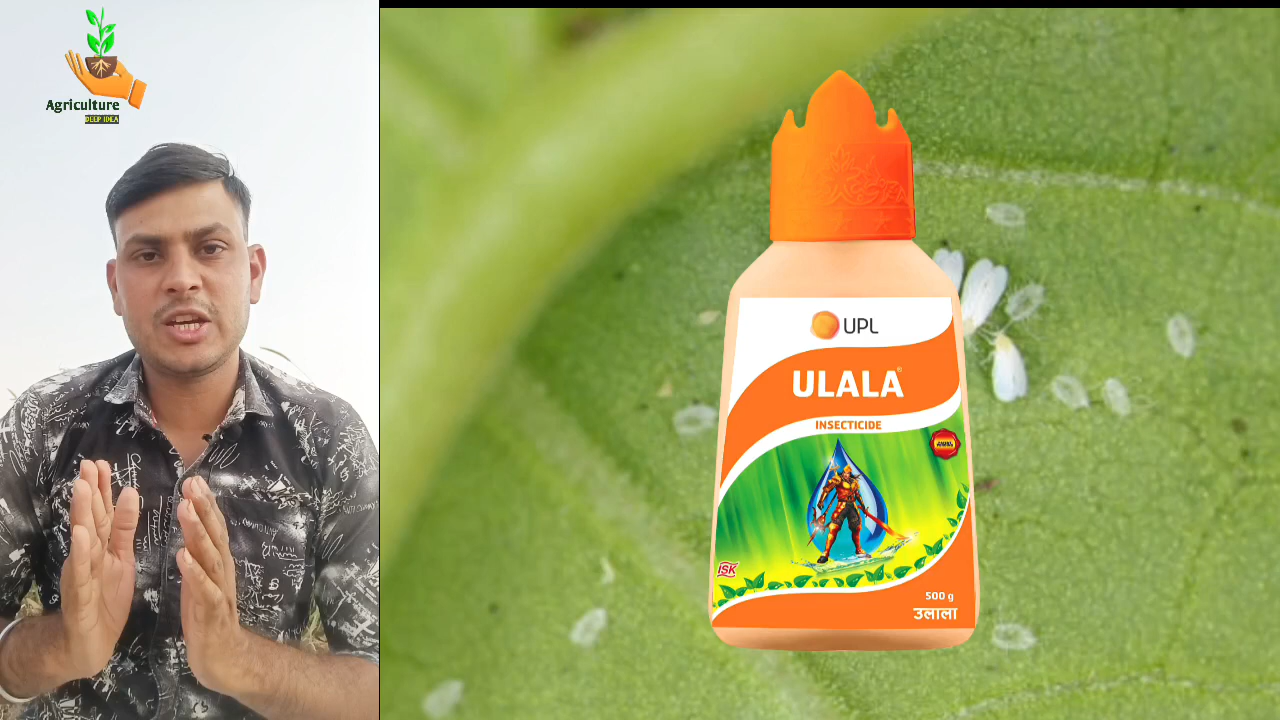 Agriculture
DEEP IDEA
UPL
ULALA®
INSECTICIDE
ISK
500 g
उलाला